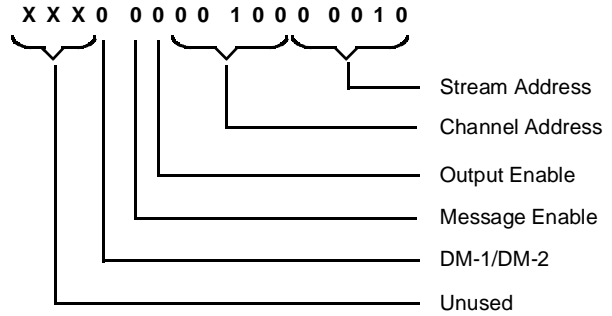 X X X 0 0 0 0 0 1 0 0 0 0 0 1 0
Stream Address
Channel Address
Output Enable
Message Enable
DM-1/DM-2
Unused